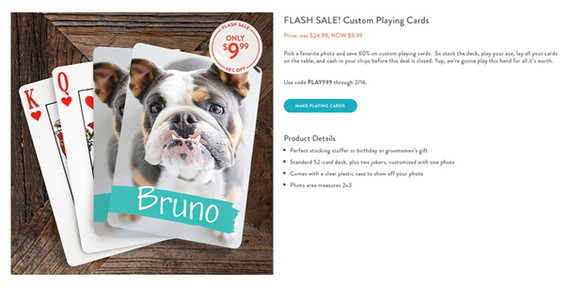 FLASH SALE
ONLY
$9.99
60% OFF
K
Q
Bruno
FLASH SALE! Custom Playing Cards
Price: was $24.99, NOW $9.99
Pick a favorite photo and save 60% on custom playing cards. So stack the deck, play your ace, lay all your cards
on the table, and cash in your chips before this deal is closed. Yup, we're gonna play this hand for all it's worth.
Use code PLAY999 through 2/16.
MAKE PLAYING CARDS
Product Details
• Perfect stocking stuffer or birthday or groomsmen's gift
• Standard 52-card deck, plus two jokers, customized with one photo
• Comes with a clear plastic case to show off your photo
• Photo area measures 2x3